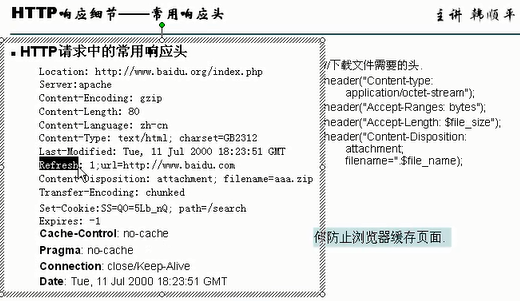 HTTP响应细节——常用响应头
主讲 韩顺平
HTTP请求中的常用响应头
Location: http://www.baidu.org/index.php
Server:apache
Content-Encoding: gzip
Content-Length: 80
Content-Language: zh-cn
Content-Type: text/html; charset=GB2312
Last-Modified: Tue, 11 Jul 2000 18:23:51 GMT
Refresh: 1;url=http://www.baidu.com
Content-Disposition: attachment; filename=aaa.zip
Transfer-Encoding: chunked
Set-Cookie:SS=Q0=5Lb_nQ; path=/search
Expires: -1
Cache-Control: no-cache
Pragma: no-cache
Connection: close/Keep-Alive
Date: Tue, 11 Jul 2000 18:23:51 GMT
//下载文件需要的头.
header("Content-type:
application/octet-stream");
header("Accept-Ranges: bytes");
header("Accept-Length: $file_size");
header("Content-Disposition:
attachment;
filename=".$file_name);
防止浏览器缓存页面.